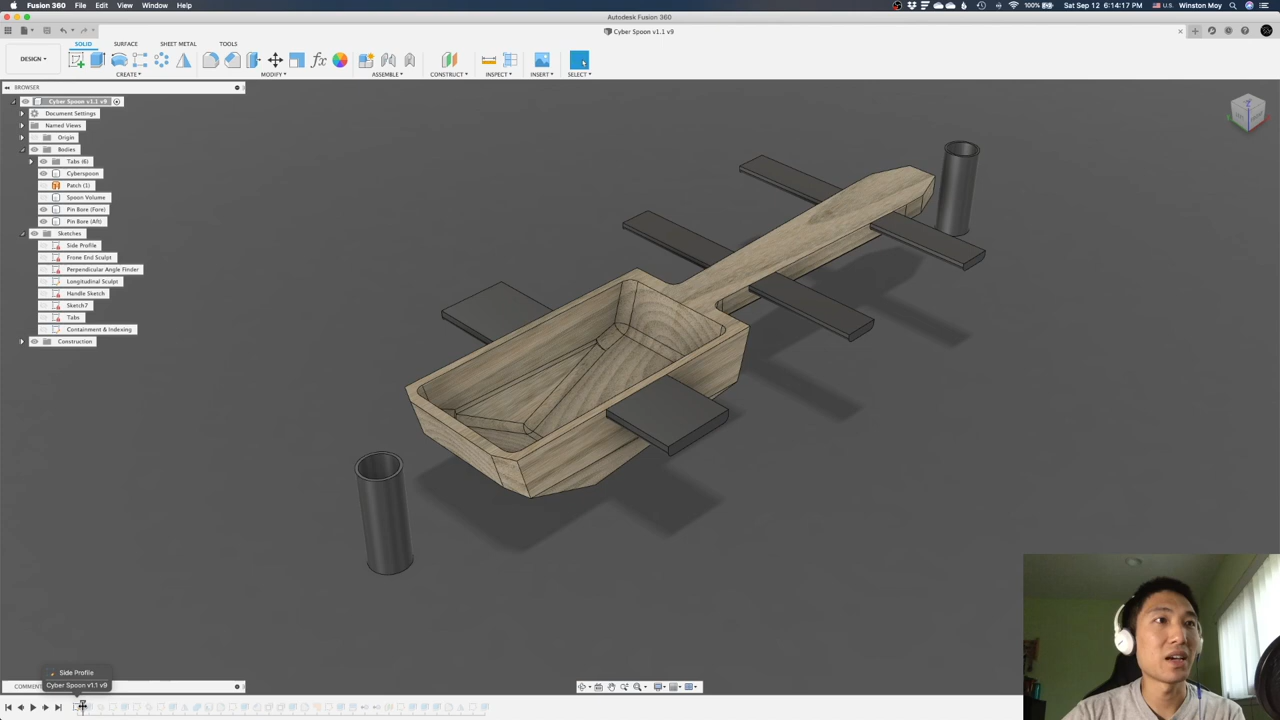 Fusion 360 File Edit View Window Help
100% Sat Sep 12 6:14:17 PM U.S. Winston Moy
Autodesk Fusion 360
Cyber Spoon v1.1 v9
SOLID SURFACE SHEET METAL TOOLS
DESIGN
CREATE MODIFY ASSEMBLE CONSTRUCT INSPECT INSERT SELECT
BROWSER
Cyber Spoon v1.1 v9
Document Settings
Named Views
Origin
Bodies
Tabs (6)
Cyberspoon
Patch (1)
Spoon Volume
Pin Bore (Fore)
Pin Bore (Aft)
Sketches
Side Profile
Frone End Sculpt
Perpendicular Angle Finder
Longitudinal Sculpt
Handle Sketch
Sketch7
Tabs
Containment & Indexing
Construction
Side Profile
Cyber Spoon v1.1 v9